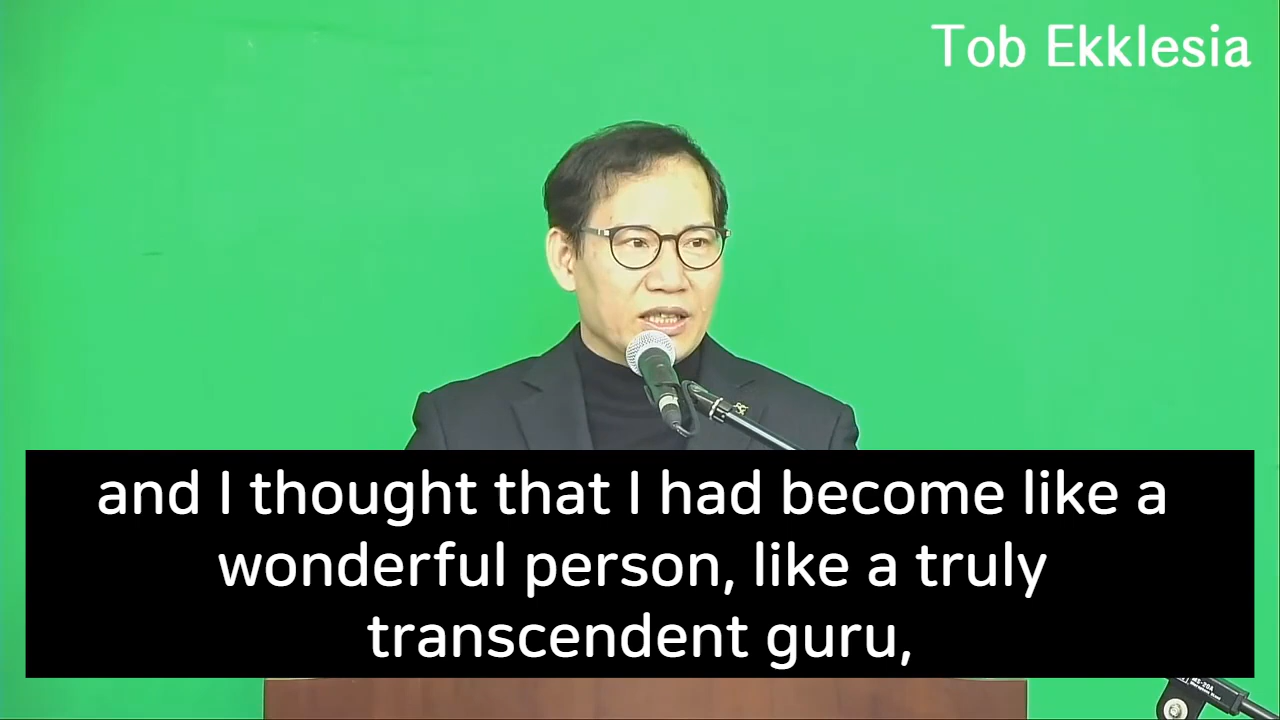 Tob Ekklesia
and I thought that I had become like a
wonderful person, like a truly
transcendent guru,